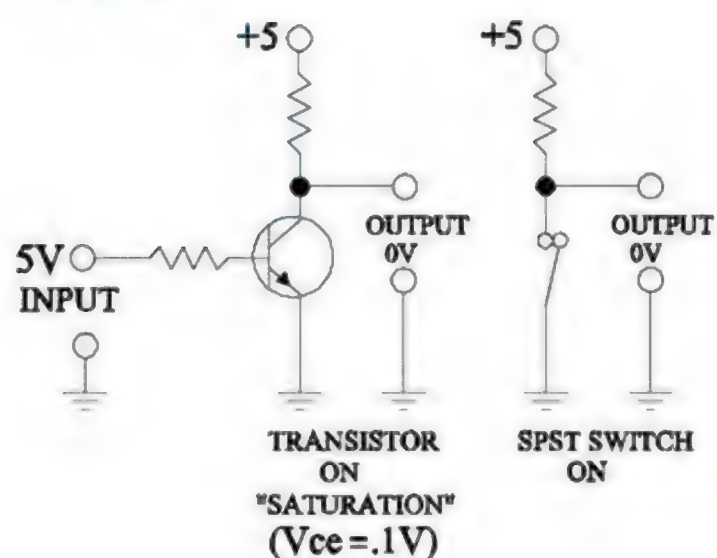 +5
+5
OUTPUT
0V
OUTPUT
0V
5V
INPUT
TRANSISTOR
ON
"SATURATION"
(Vce =.1V)
SPST SWITCH
ON